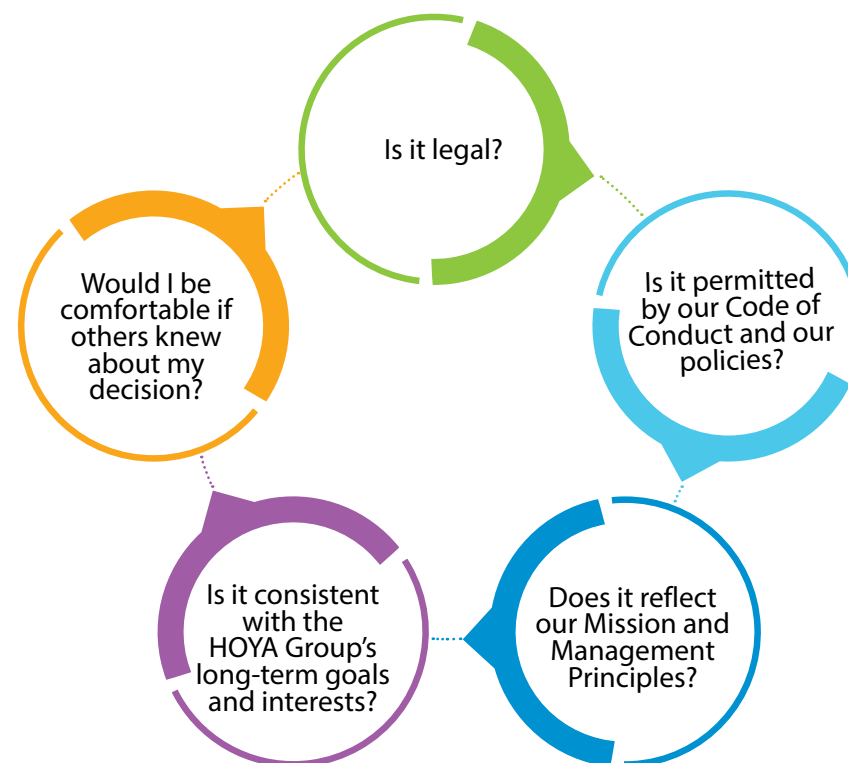 Is it legal?
Is it permitted
by our Code of
Conduct and our
policies?
Does it reflect
our Mission and
Management
Principles?
Is it consistent
with the
HOYA Group’s
long-term goals
and interests?
Would I be
comfortable if
others knew
about my
decision?